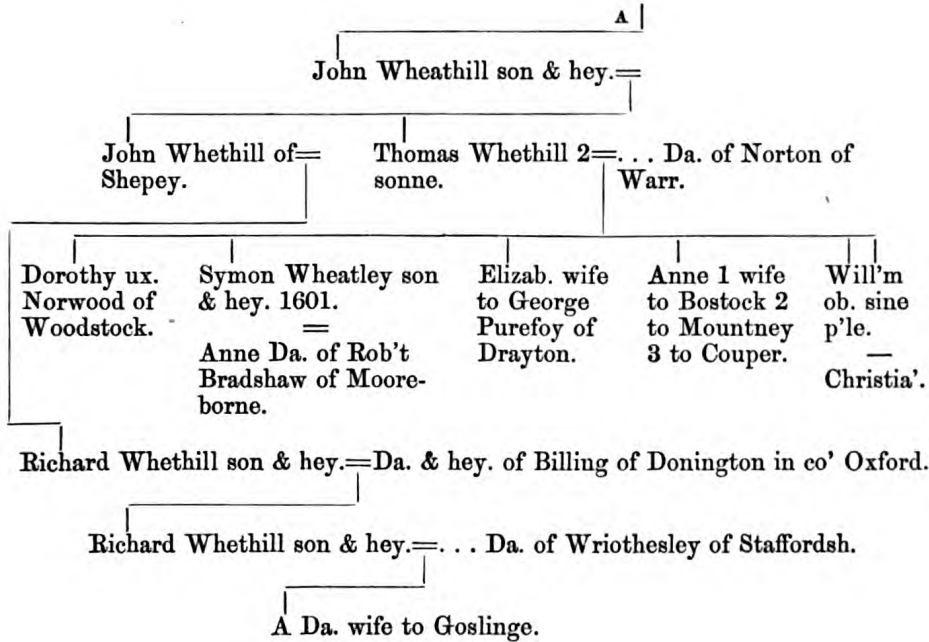 A
John Wheathill son & hey.=
John Whethill of=
Shepey.
Thomas Whethill 2=. . . Da. of Norton of
sonne. Warr.
Dorothy ux.
Norwood of
Woodstock.
Symon Wheatley son
& hey. 1601.
=
Anne Da. of Rob't
Bradshaw of Moore-
borne.
Elizab. wife
to George
Purefoy of
Drayton.
Anne 1 wife
to Bostock 2
to Mountney
3 to Couper.
Will'm
ob. sine
p'le.
—
Christia'.
Richard Whethill son & hey.=Da. & hey. of Billing of Donington in co' Oxford.
Richard Whethill son & hey.=. . . Da. of Wriothesley of Staffordsh.
A Da. wife to Goslinge.